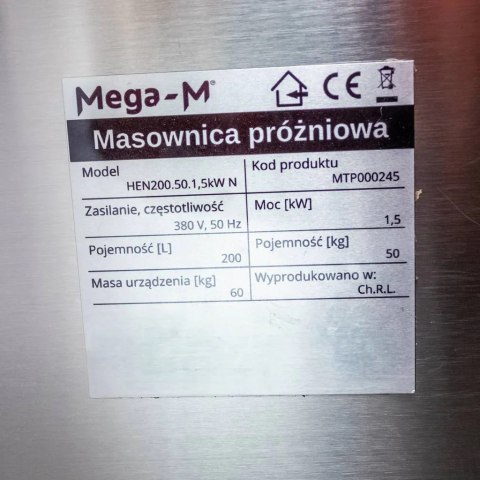 Mega-M®
CE
Masownica próżniowa
Model
HEN200.50.1,5kW N
Kod produktu
MTP000245
Zasilanie, częstotliwość
380 V, 50 Hz
Moc [kW]
1,5
Pojemność [L]
200
Pojemność [kg]
50
Masa urządzenia [kg]
60
Wyprodukowano w:
Ch.R.L.